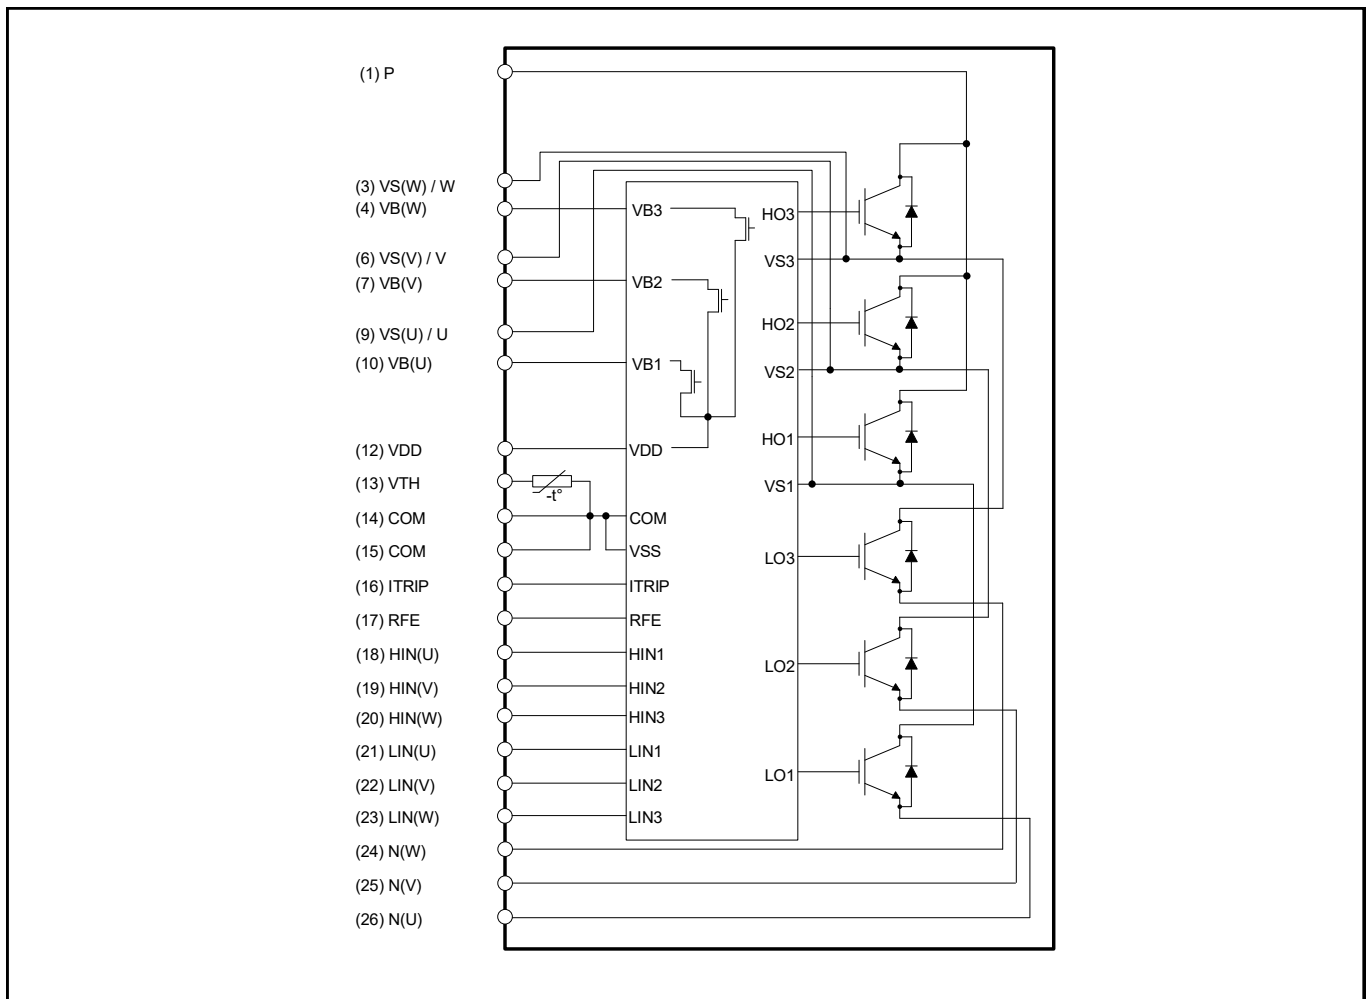 (1) P
(3) VS(W) / W
(4) VB(W)
(6) VS(V) / V
(7) VB(V)
(9) VS(U) / U
(10) VB(U)
(12) VDD
(13) VTH
(14) COM
(15) COM
(16) ITRIP
(17) RFE
(18) HIN(U)
(19) HIN(V)
(20) HIN(W)
(21) LIN(U)
(22) LIN(V)
(23) LIN(W)
(24) N(W)
(25) N(V)
(26) N(U)
-t°
VB3
VB2
VB1
VDD
COM
VSS
ITRIP
RFE
HIN1
HIN2
HIN3
LIN1
LIN2
LIN3
HO3
VS3
HO2
VS2
HO1
VS1
LO3
LO2
LO1